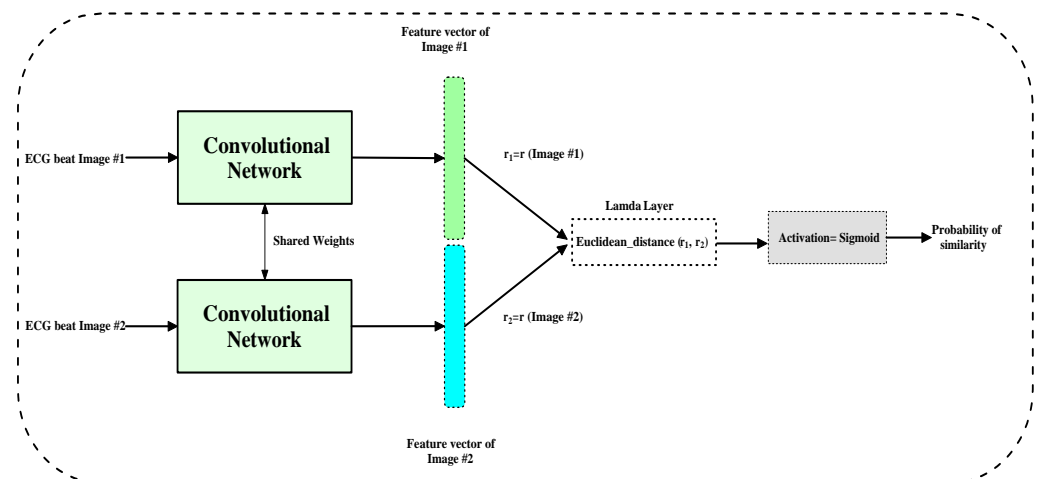 Feature vector of
Image #1
Convolutional
Network
ECG beat Image #1
r₁=r (Image #1)
Lamda Layer
Shared Weights
Euclidean_distance (r₁, r₂)
Activation= Sigmoid
Probability of
similarity
Convolutional
Network
ECG beat Image #2
r₂=r (Image #2)
Feature vector of
Image #2